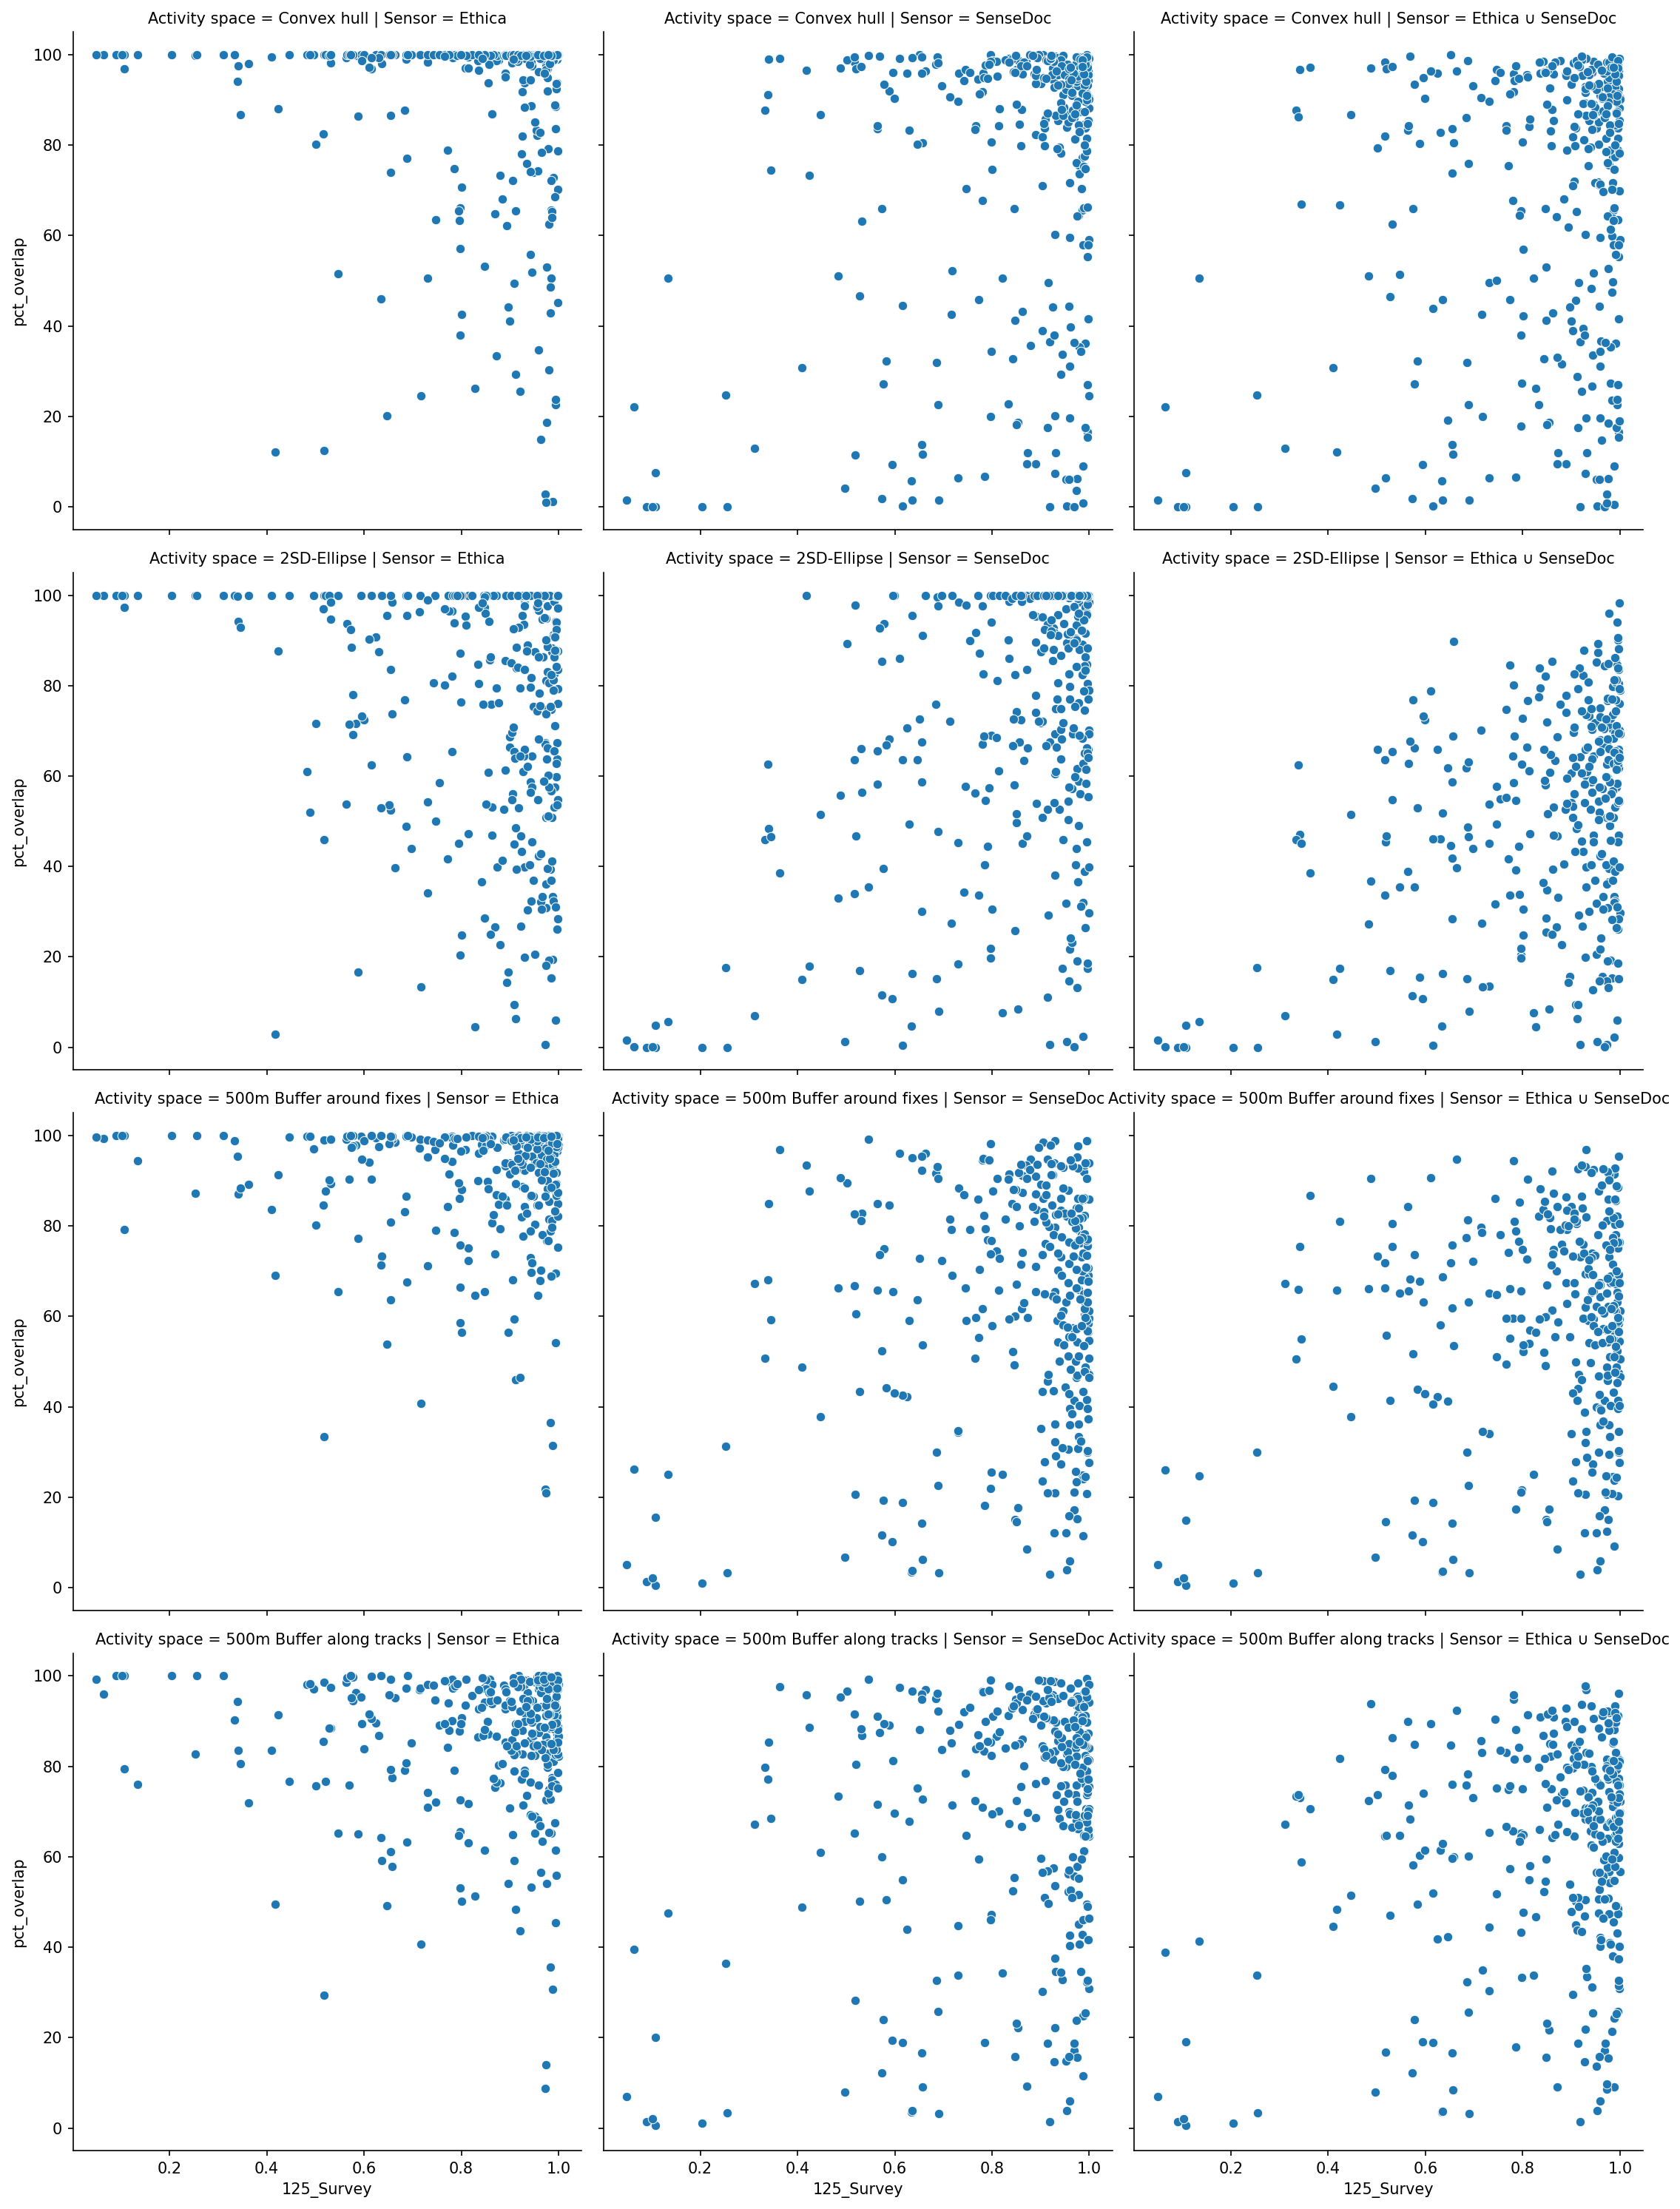 Activity space = Convex hull | Sensor = Ethica
Activity space = Convex hull | Sensor = SenseDoc
Activity space = Convex hull | Sensor = Ethica ∪ SenseDoc
100
80
60
40
20
0
pct_overlap
Activity space = 2SD-Ellipse | Sensor = Ethica
Activity space = 2SD-Ellipse | Sensor = SenseDoc
Activity space = 2SD-Ellipse | Sensor = Ethica ∪ SenseDoc
100
80
60
40
20
0
pct_overlap
Activity space = 500m Buffer around fixes | Sensor = Ethica
Activity space = 500m Buffer around fixes | Sensor = SenseDoc
Activity space = 500m Buffer around fixes | Sensor = Ethica ∪ SenseDoc
100
80
60
40
20
0
pct_overlap
Activity space = 500m Buffer along tracks | Sensor = Ethica
Activity space = 500m Buffer along tracks | Sensor = SenseDoc
Activity space = 500m Buffer along tracks | Sensor = Ethica ∪ SenseDoc
100
80
60
40
20
0
pct_overlap
0.2 0.4 0.6 0.8 1.0
0.2 0.4 0.6 0.8 1.0
0.2 0.4 0.6 0.8 1.0
125_Survey
125_Survey
125_Survey